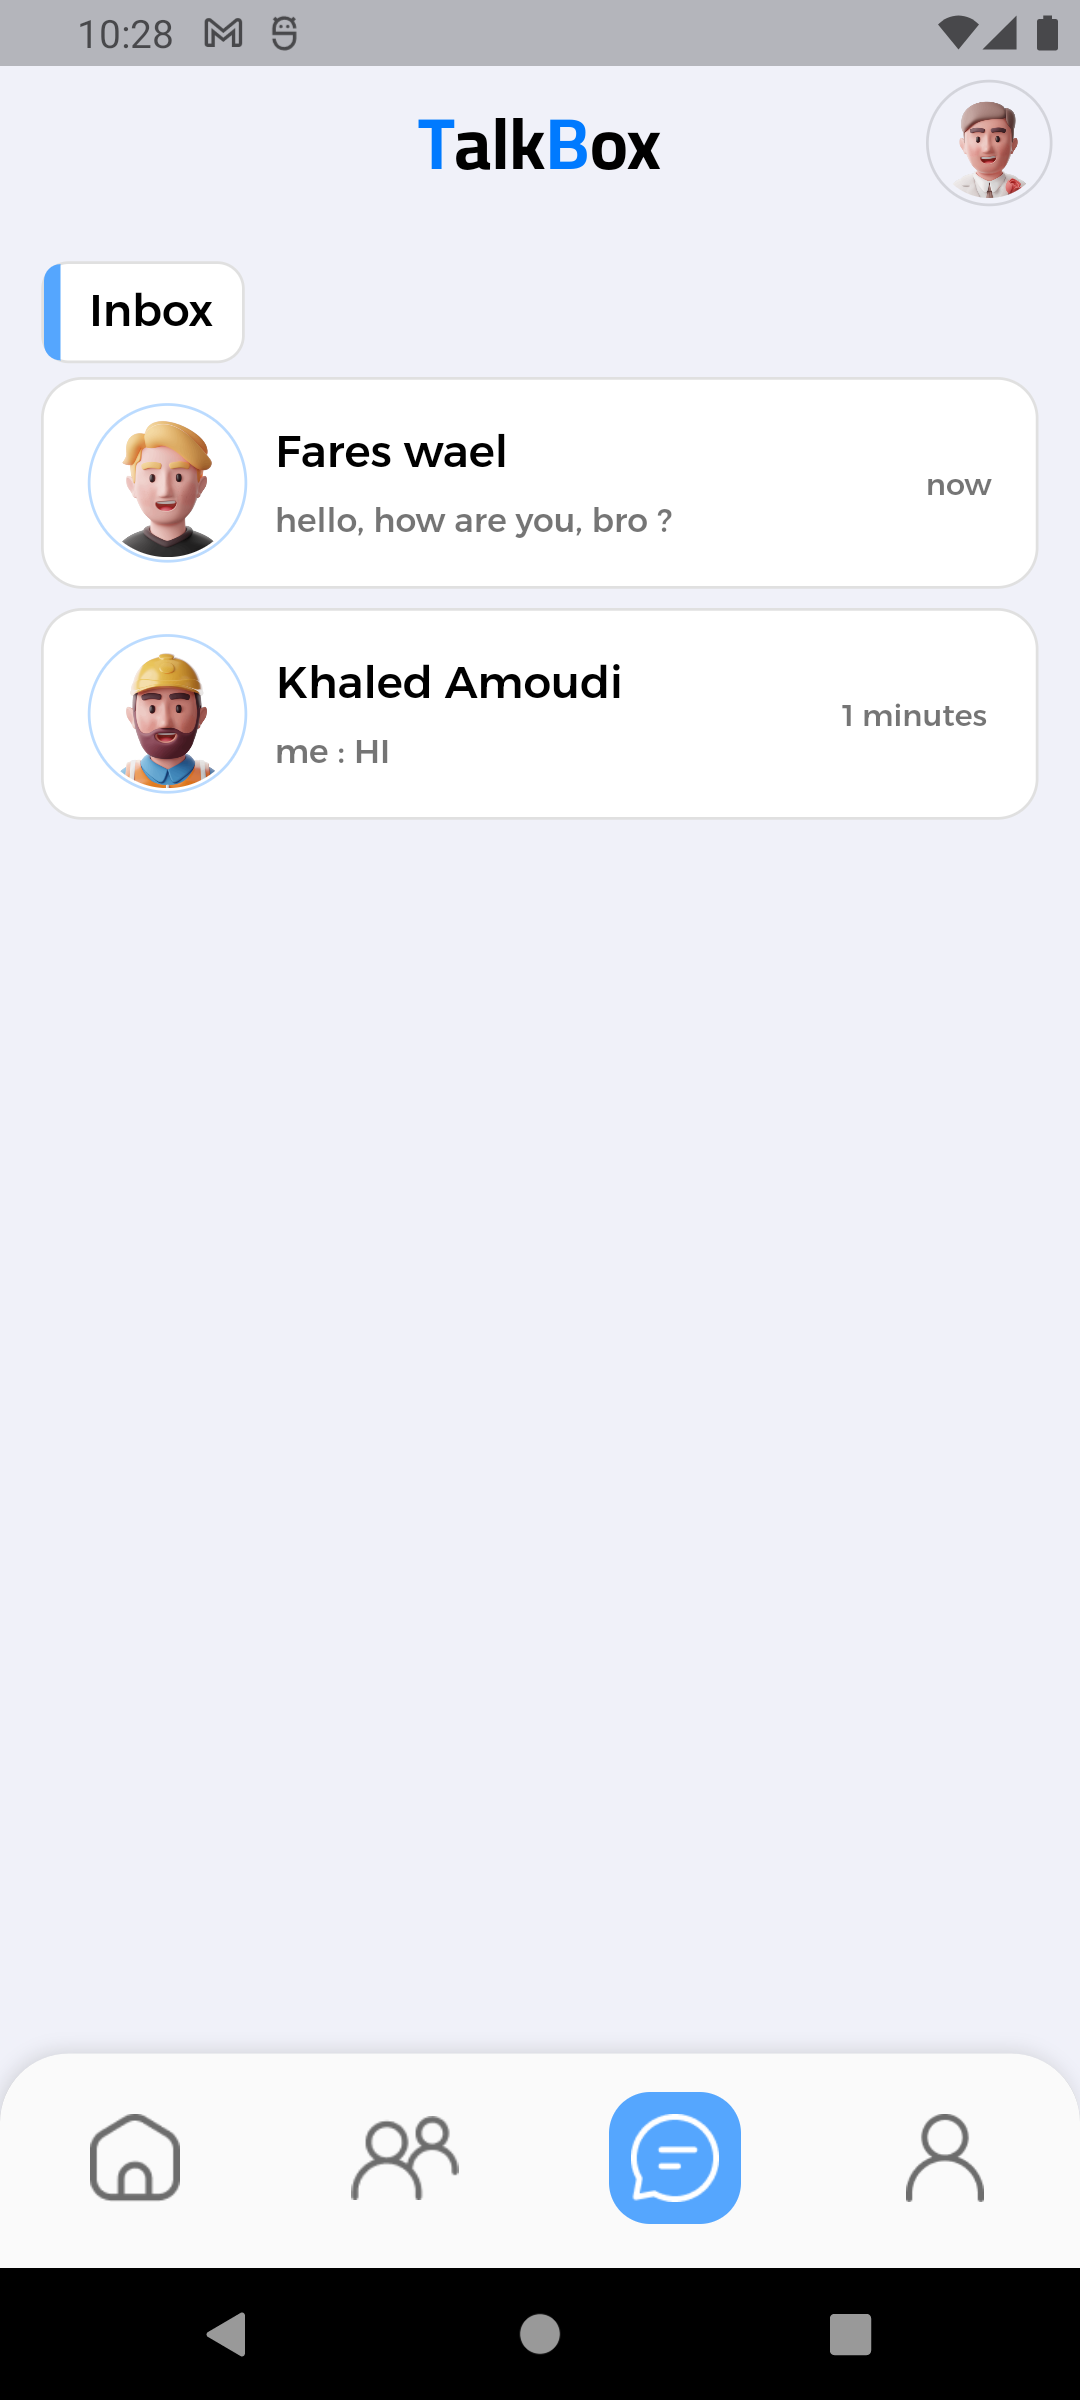 10:28
TalkBox
Inbox
Fares wael
hello, how are you, bro ?
now
Khaled Amoudi
me : HI
1 minutes